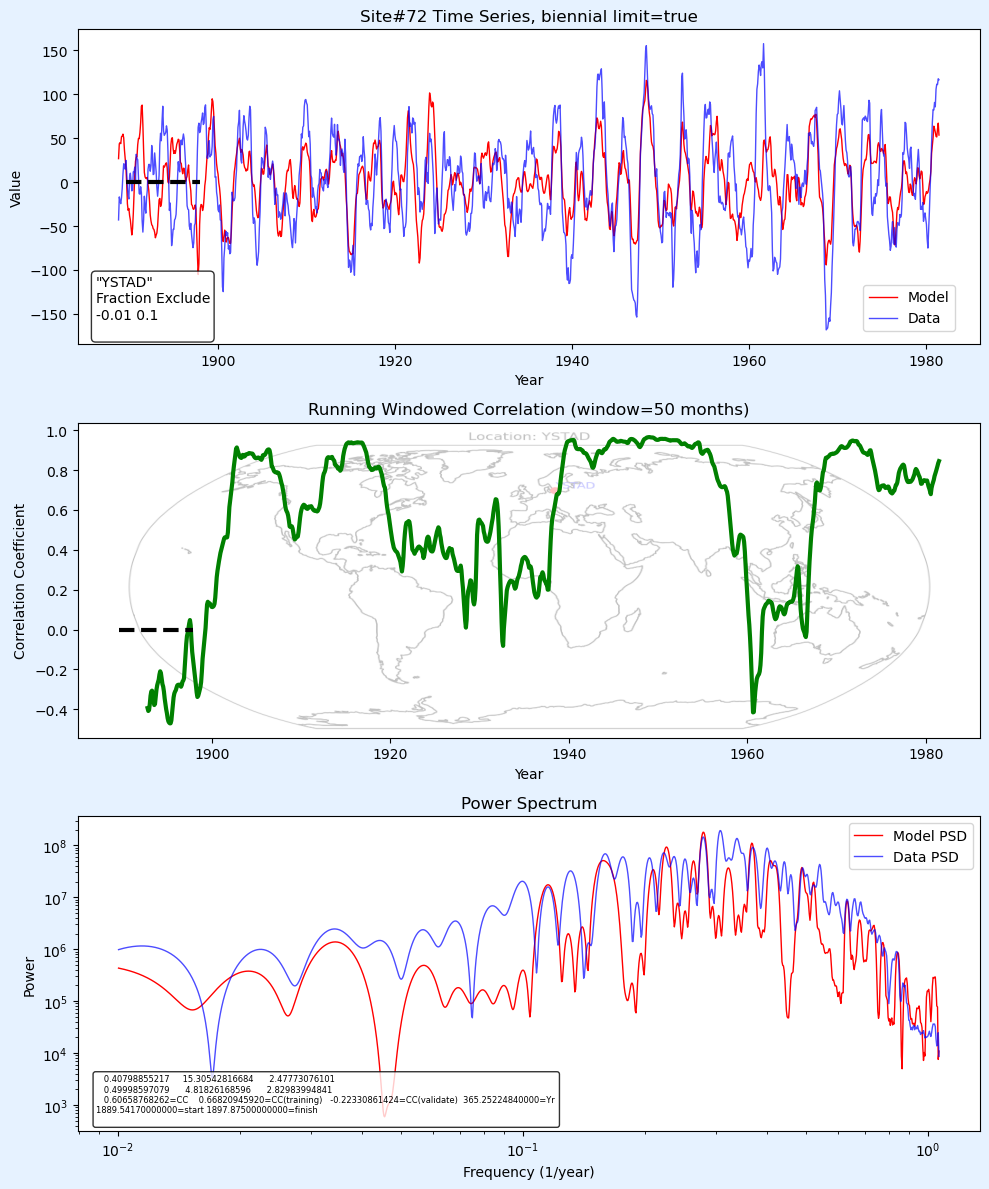 Site#72 Time Series, biennial limit=true
150
100
50
0
−50
−100
−150
Value
"YSTAD"
Fraction Exclude
-0.01 0.1
Model
Data
1900
1920
1940
1960
1980
Year
Running Windowed Correlation (window=50 months)
1.0
0.8
0.6
0.4
0.2
0.0
−0.2
−0.4
Correlation Coefficient
Location: YSTAD
YSTAD
1900
1920
1940
1960
1980
Year
Power Spectrum
10^8
10^7
10^6
10^5
10^4
10^3
Power
Model PSD
Data PSD
0.40798855217 15.30542816684 2.47773076101
0.49998597079 4.81826168596 2.82983994841
0.60658768262=CC 0.66820945920=CC(training) -0.22330861424=CC(validate) 365.25224840000=Yr
1889.54170000000=start 1897.87500000000=finish
10^−2
10^−1
10^0
Frequency (1/year)